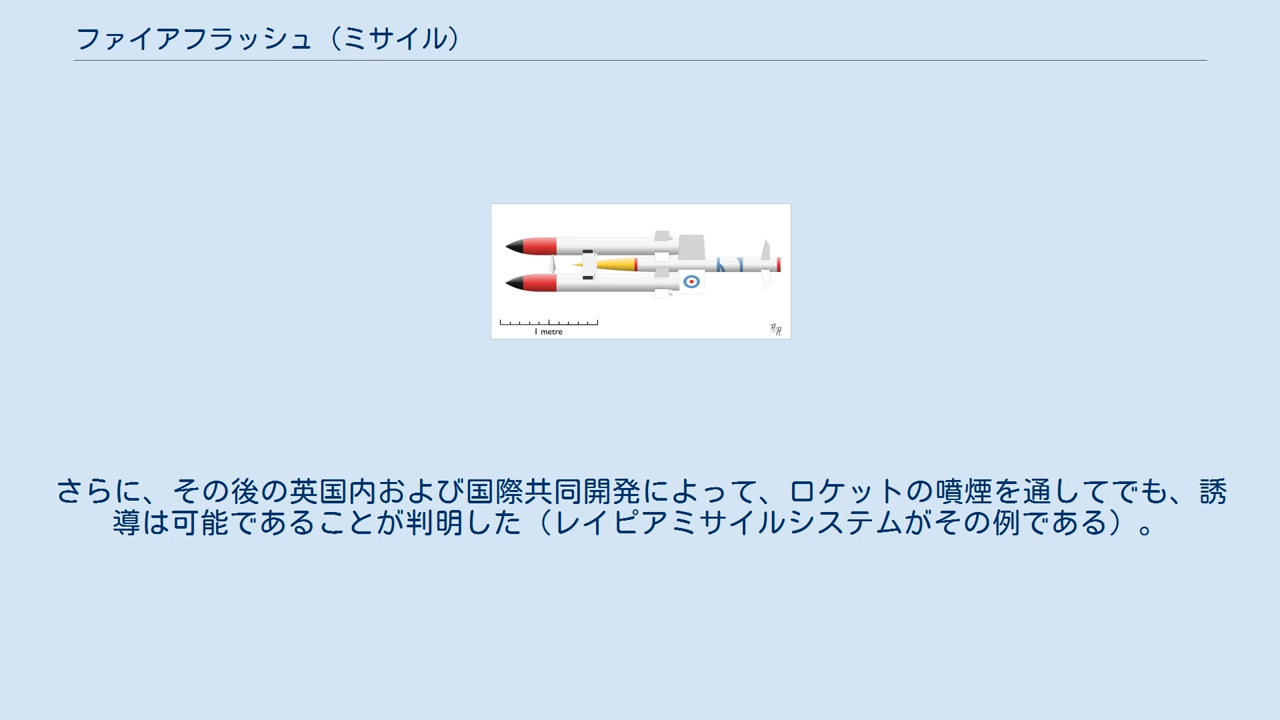 ファイアフラッシュ（ミサイル）
1 metre
さらに、その後の英国内および国際共同開発によって、ロケットの噴煙を通してでも、誘
導は可能であることが判明した（レイピアミサイルシステムがその例である）。